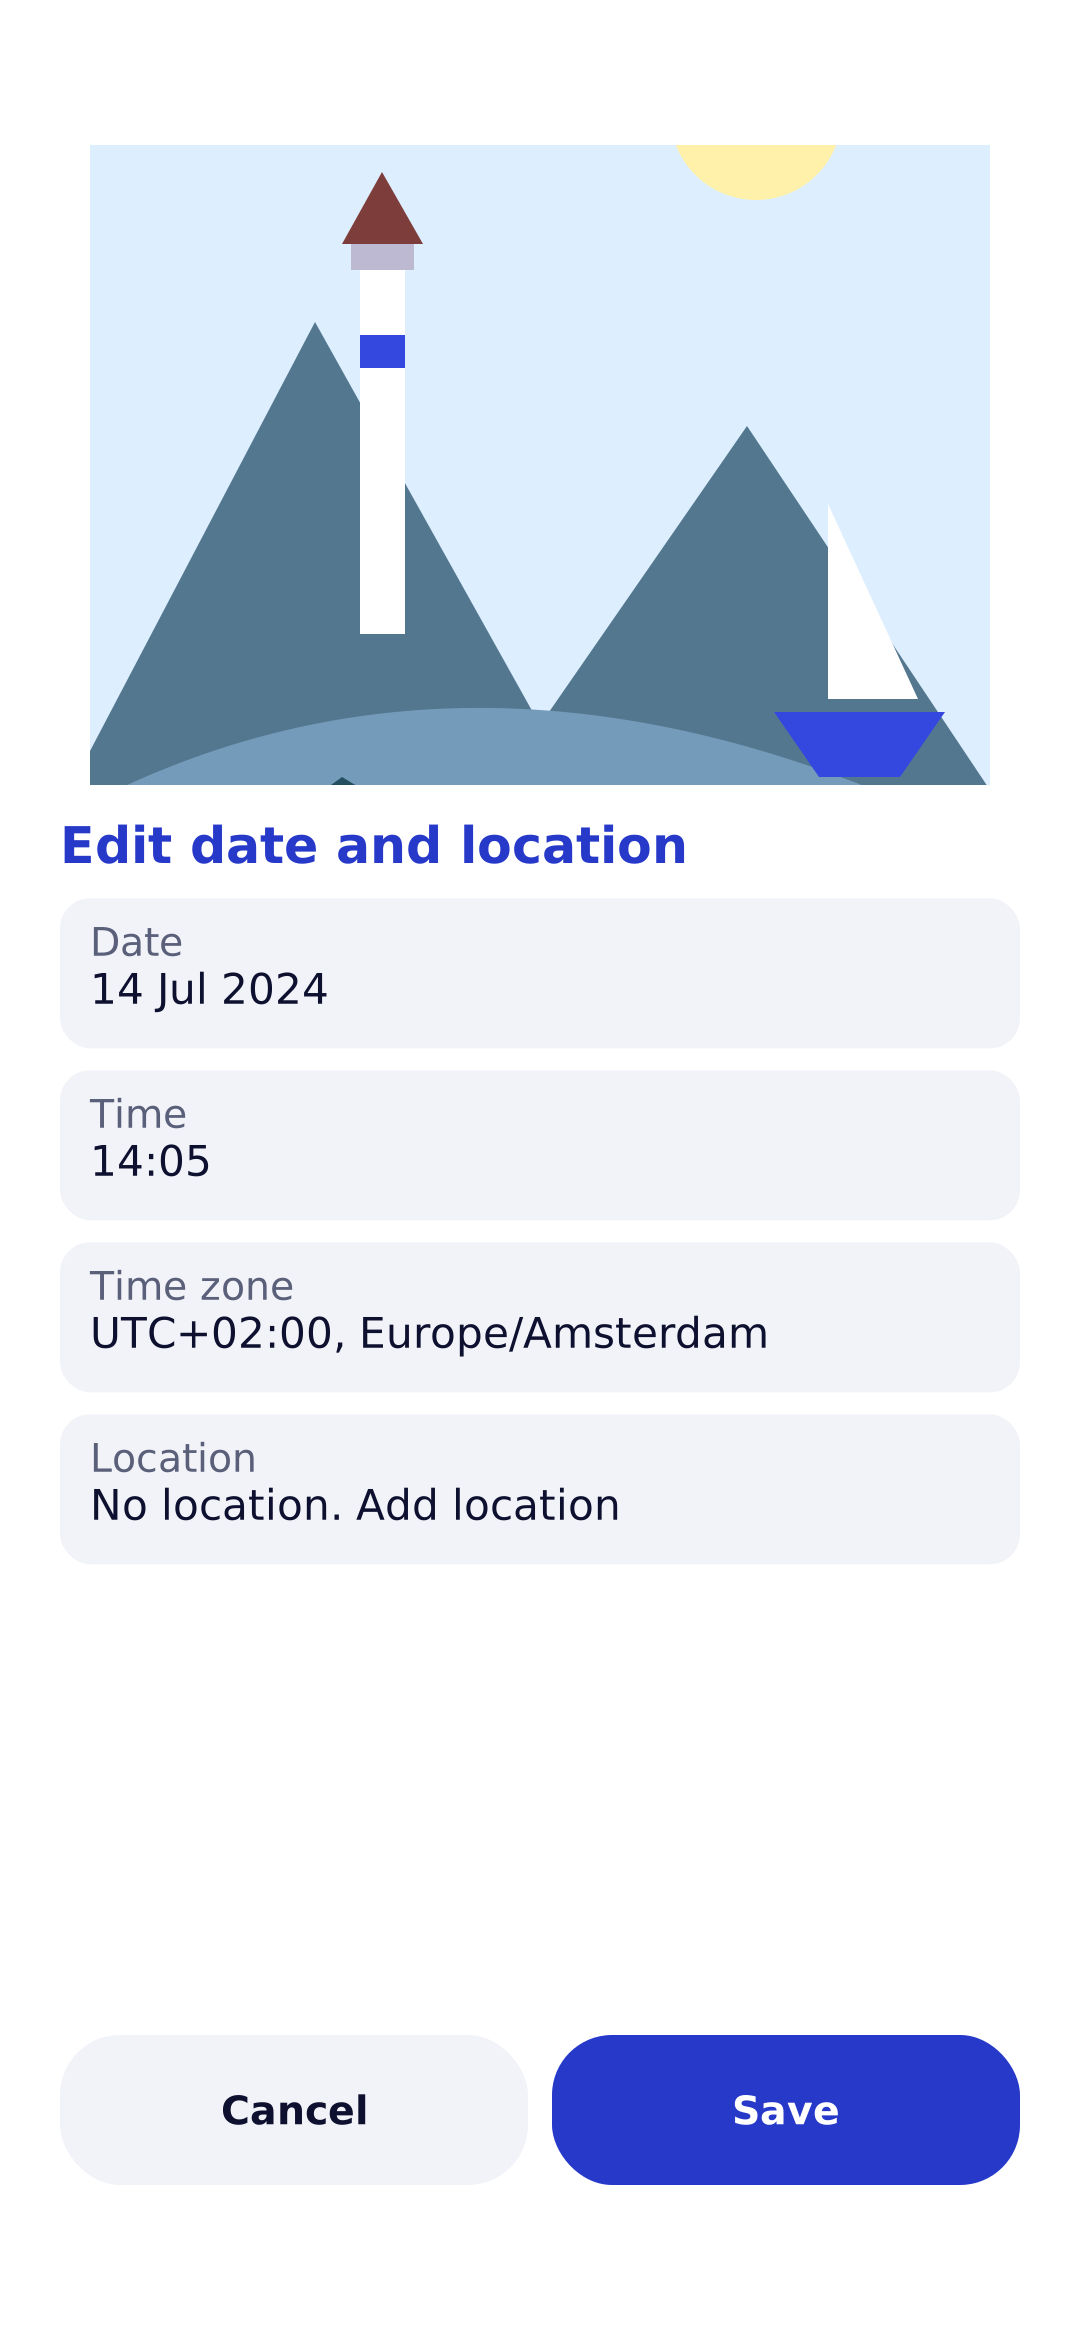 Edit date and location
Date
14 Jul 2024
Time
14:05
Time zone
UTC+02:00, Europe/Amsterdam
Location
No location. Add location
Cancel
Save